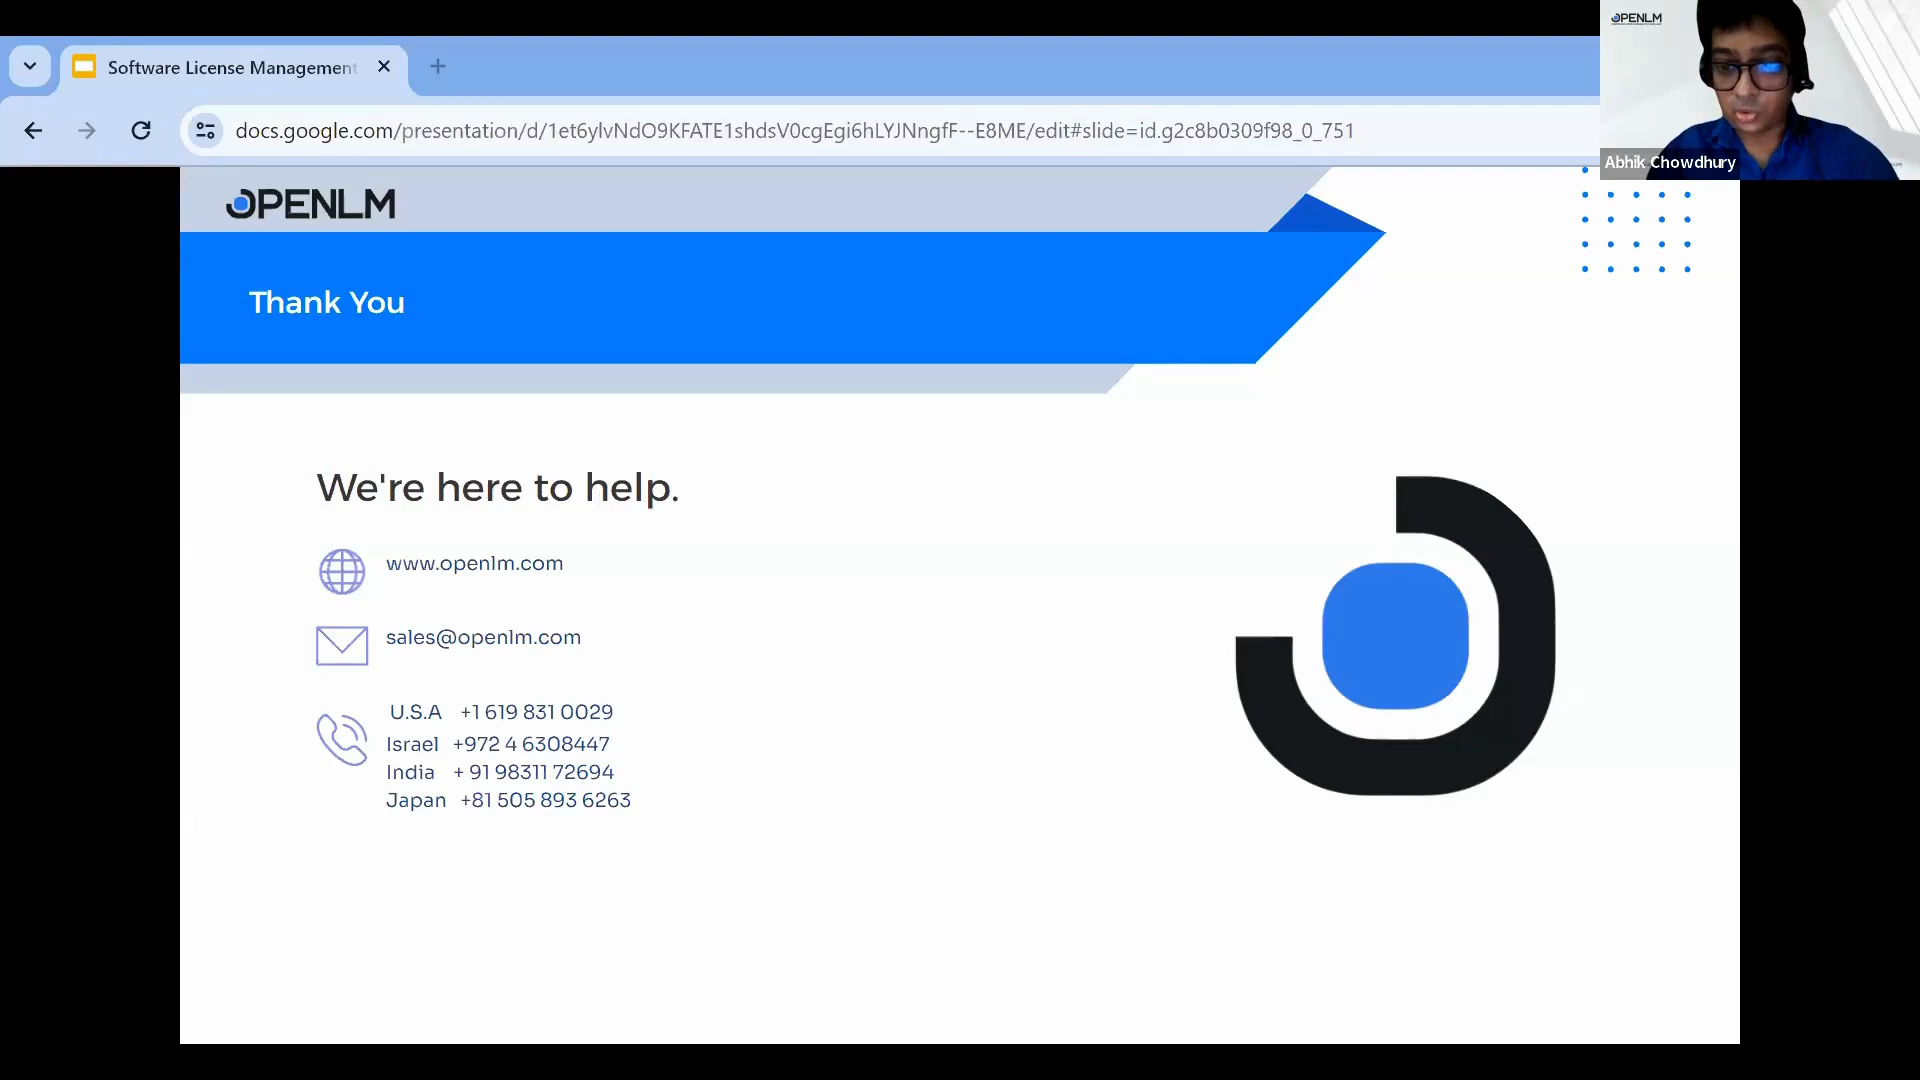 Software License Management
docs.google.com/presentation/d/1et6ylvNdO9KFATE1shdsV0cgEgi6hLYJNngfF--E8ME/edit#slide=id.g2c8b0309f98_0_751
OPENLM
Abhik Chowdhury
OPENLM
Thank You
We're here to help.
www.openlm.com
sales@openlm.com
U.S.A +1 619 831 0029
Israel +972 4 6308447
India + 91 98311 72694
Japan +81 505 893 6263